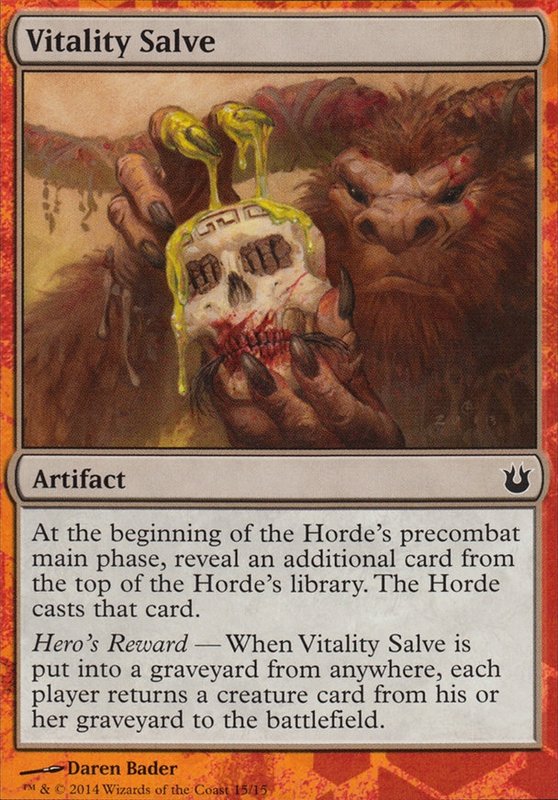 Vitality Salve
Artifact
At the beginning of the Horde's precombat
main phase, reveal an additional card from
the top of the Horde's library. The Horde
casts that card.
Hero's Reward — When Vitality Salve is
put into a graveyard from anywhere, each
player returns a creature card from his or
her graveyard to the battlefield.
Daren Bader
™ & © 2014 Wizards of the Coast 15/15